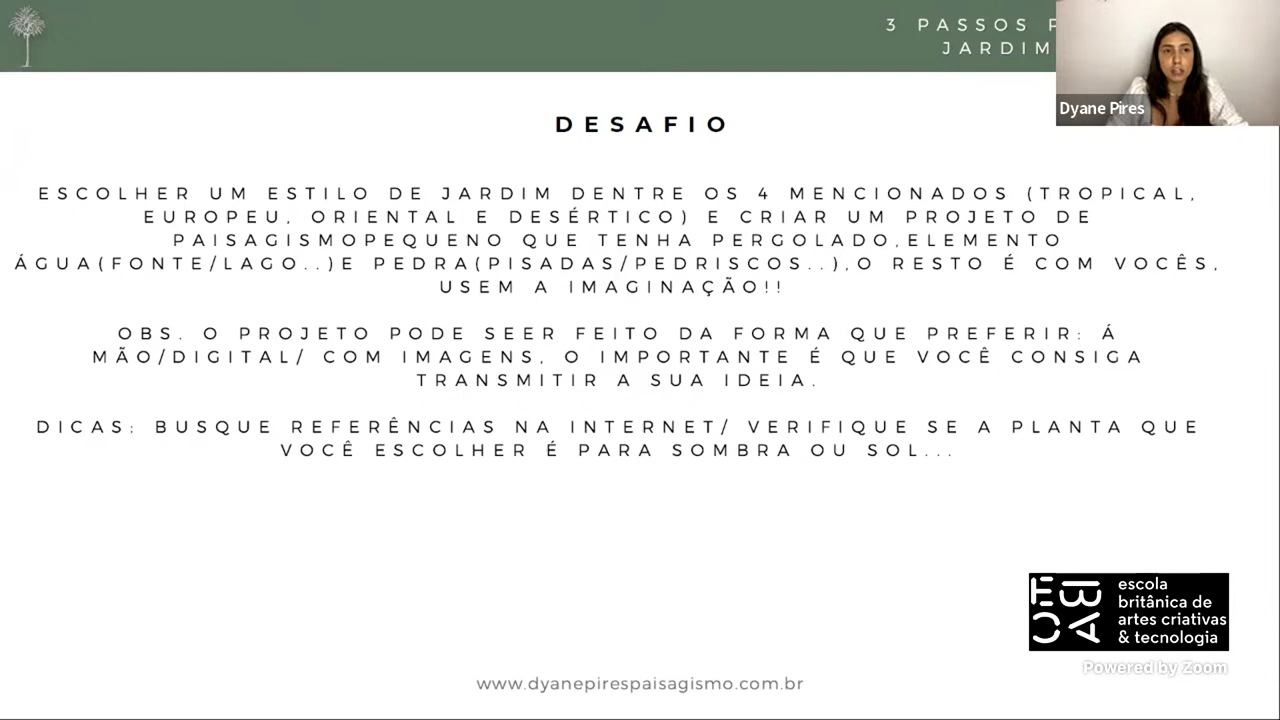 3 PASSOS
JARDIM
Dyane Pires
DESAFIO
ESCOLHER UM ESTILO DE JARDIM DENTRE OS 4 MENCIONADOS (TROPICAL,
EUROPEU, ORIENTAL E DESÉRTICO) E CRIAR UM PROJETO DE
PAISAGISMOPEQUENO QUE TENHA PERGOLADO,ELEMENTO
ÁGUA(FONTE/LAGO..)E PEDRA(PISADAS/PEDRISCOS..),O RESTO É COM VOCÊS,
USEM A IMAGINAÇÃO!!
OBS. O PROJETO PODE SEER FEITO DA FORMA QUE PREFERIR: Á
MÃO/DIGITAL/ COM IMAGENS, O IMPORTANTE É QUE VOCÊ CONSIGA
TRANSMITIR A SUA IDEIA.
DICAS: BUSQUE REFERÊNCIAS NA INTERNET/ VERIFIQUE SE A PLANTA QUE
VOCÊ ESCOLHER É PARA SOMBRA OU SOL...
EBAC
escola
britânica de
artes criativas
& tecnologia
Powered by Zoom
www.dyanepirespaisagismo.com.br